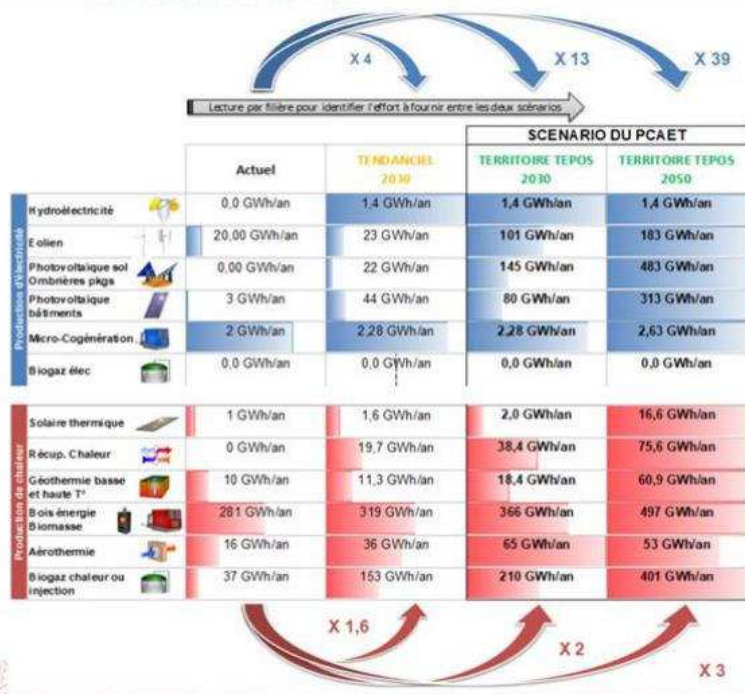 X 4
X 13
X 39
Lecture par filière pour identifier l'effort à fournir entre les deux scénarios
SCENARIO DU PCAET
Actuel
TENDANCIEL
2030
TERRITOIRE TEPOS
2030
TERRITOIRE TEPOS
2050
Production d'électricité
Hydroélectricité
0,0 GWh/an
1,4 GWh/an
1,4 GWh/an
1,4 GWh/an
Eolien
20,00 GWh/an
23 GWh/an
101 GWh/an
183 GWh/an
Photovoltaïque sol
Ombrières pkgs
0,00 GWh/an
22 GWh/an
145 GWh/an
483 GWh/an
Photovoltaïque
bâtiments
3 GWh/an
44 GWh/an
80 GWh/an
313 GWh/an
Micro-Cogénération
2 GWh/an
2,28 GWh/an
2,28 GWh/an
2,63 GWh/an
Biogaz élec
0,0 GWh/an
0,0 GWh/an
0,0 GWh/an
0,0 GWh/an
Production de chaleur
Solaire thermique
1 GWh/an
1,6 GWh/an
2,0 GWh/an
16,6 GWh/an
Récup. Chaleur
0 GWh/an
19,7 GWh/an
38,4 GWh/an
75,6 GWh/an
Géothermie basse
et haute T°
10 GWh/an
11,3 GWh/an
18,4 GWh/an
60,9 GWh/an
Bois énergie
Biomasse
281 GWh/an
319 GWh/an
366 GWh/an
497 GWh/an
Aérothermie
16 GWh/an
36 GWh/an
65 GWh/an
53 GWh/an
Biogaz chaleur ou
injection
37 GWh/an
153 GWh/an
210 GWh/an
401 GWh/an
X 1,6
X 2
X 3